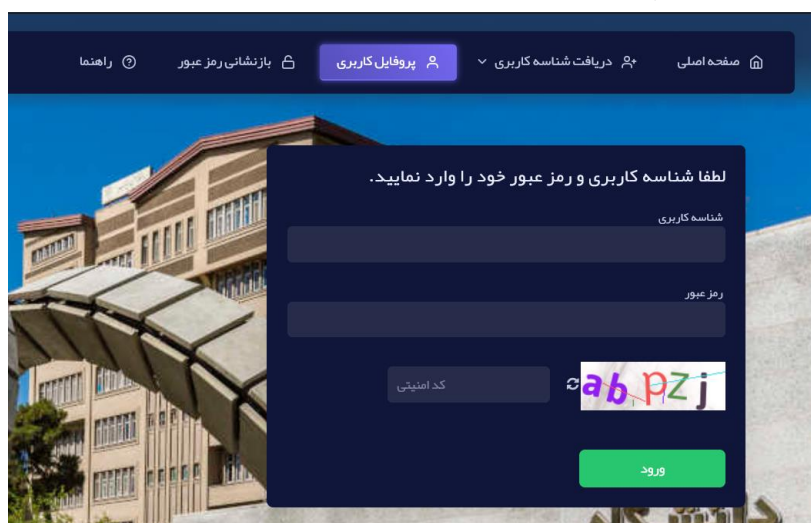 صفحه اصلی دریافت شناسه کاربری پروفایل کاربری بازنشانی رمز عبور راهنما
لطفا شناسه کاربری و رمز عبور خود را وارد نمایید.
شناسه کاربری
رمز عبور
ab pzj کد امنیتی
ورود